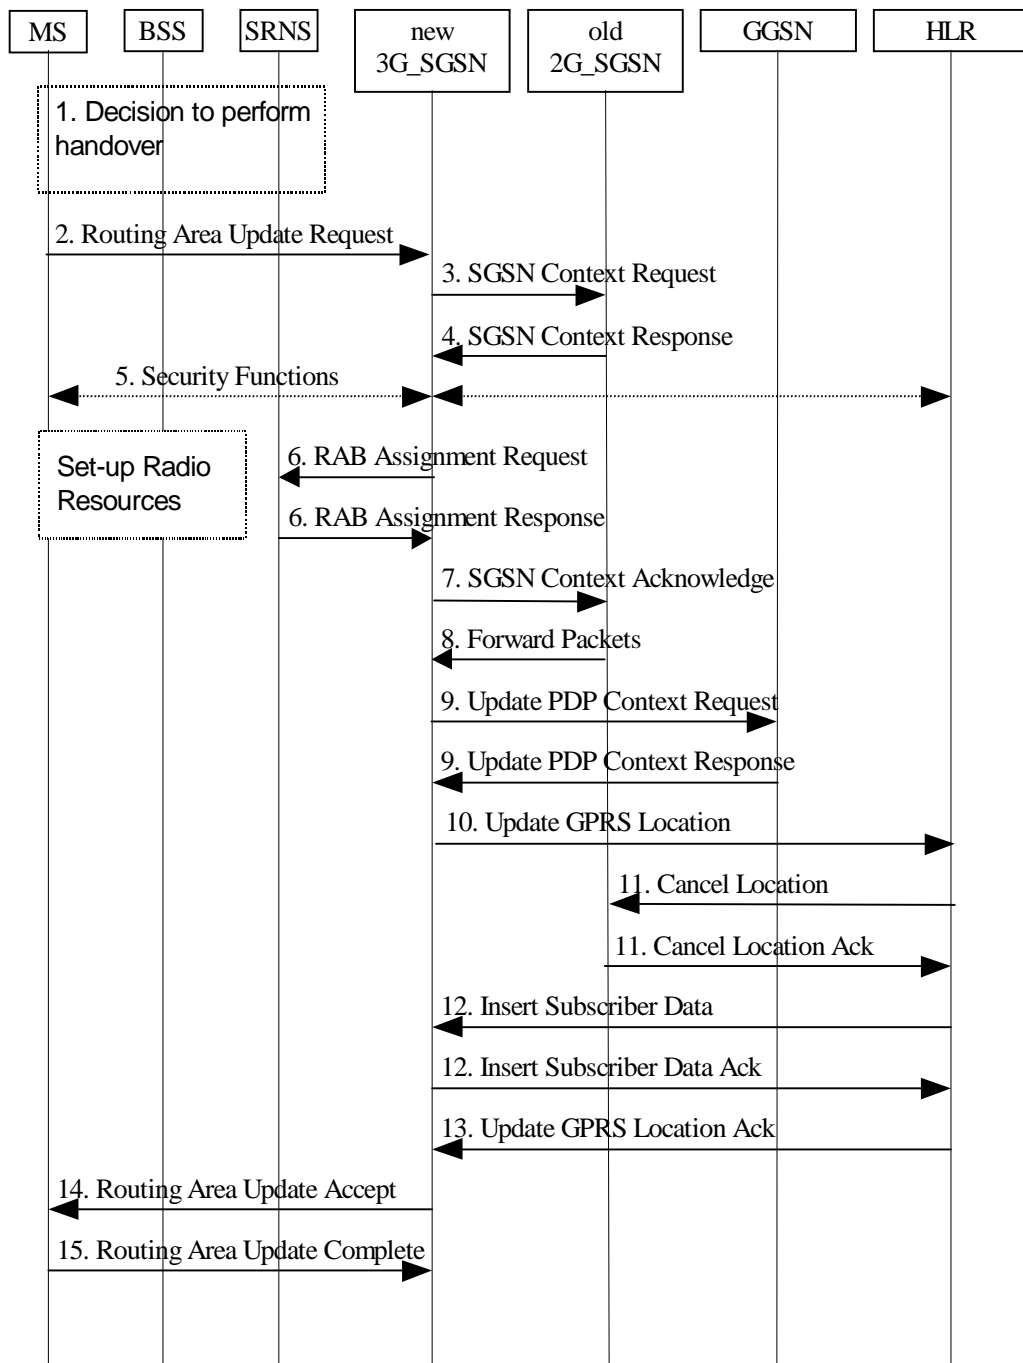 MS
BSS
SRNS
new
3G_SGSN
old
2G_SGSN
GGSN
HLR
1. Decision to perform
handover
2. Routing Area Update Request
3. SGSN Context Request
4. SGSN Context Response
5. Security Functions
Set-up Radio
Resources
6. RAB Assignment Request
6. RAB Assignment Response
7. SGSN Context Acknowledge
8. Forward Packets
9. Update PDP Context Request
9. Update PDP Context Response
10. Update GPRS Location
11. Cancel Location
11. Cancel Location Ack
12. Insert Subscriber Data
12. Insert Subscriber Data Ack
13. Update GPRS Location Ack
14. Routing Area Update Accept
15. Routing Area Update Complete